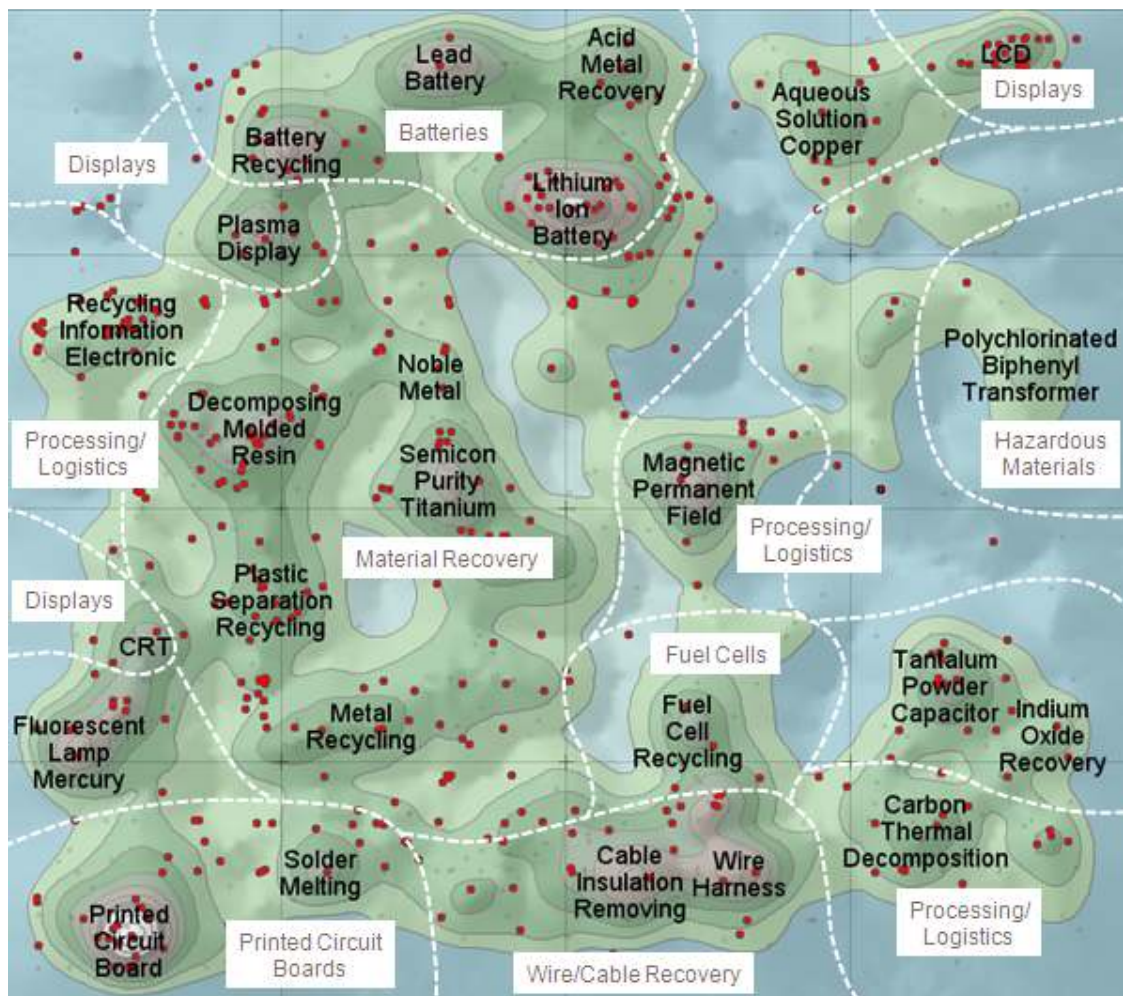 Lead
Battery
Acid
Metal
Recovery
LCD
Displays
Aqueous
Solution
Copper
Batteries
Battery
Recycling
Displays
Lithium
Ion
Battery
Plasma
Display
Recycling
Information
Electronic
Noble
Metal
Polychlorinated
Biphenyl
Transformer
Decomposing
Molded
Resin
Processing/
Logistics
Hazardous
Materials
Semicon
Purity
Titanium
Magnetic
Permanent
Field
Processing/
Logistics
Material Recovery
Displays
Plastic
Separation
Recycling
CRT
Fuel Cells
Tantalum
Powder
Capacitor
Indium
Oxide
Recovery
Fluorescent
Lamp
Mercury
Metal
Recycling
Fuel
Cell
Recycling
Carbon
Thermal
Decomposition
Solder
Melting
Cable
Insulation
Removing
Wire
Harness
Printed
Circuit
Board
Printed Circuit
Boards
Wire/Cable Recovery
Processing/
Logistics